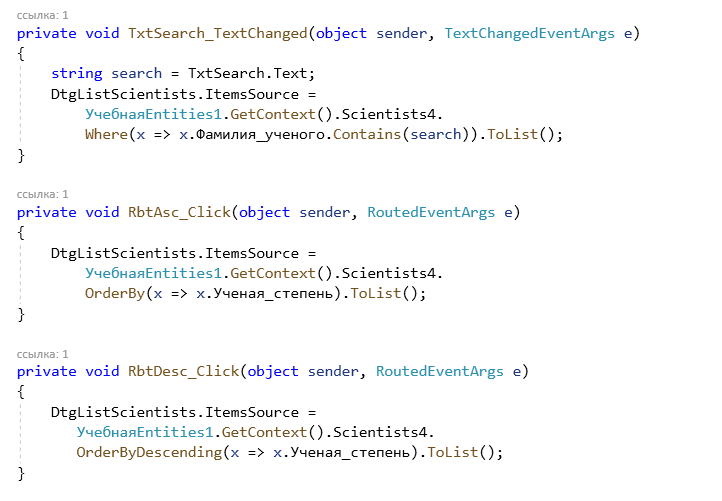 ссылка: 1
private void TxtSearch_TextChanged(object sender, TextChangedEventArgs e)
{
    string search = TxtSearch.Text;
    DtgListScientists.ItemsSource =
        УчебнаяEntities1.GetContext().Scientists4.
        Where(x => x.Фамилия_ученого.Contains(search)).ToList();
}
ссылка: 1
private void RbtAsc_Click(object sender, RoutedEventArgs e)
{
    DtgListScientists.ItemsSource =
        УчебнаяEntities1.GetContext().Scientists4.
        OrderBy(x => x.Ученая_степень).ToList();
}
ссылка: 1
private void RbtDesc_Click(object sender, RoutedEventArgs e)
{
    DtgListScientists.ItemsSource =
       УчебнаяEntities1.GetContext().Scientists4.
       OrderByDescending(x => x.Ученая_степень).ToList();
}